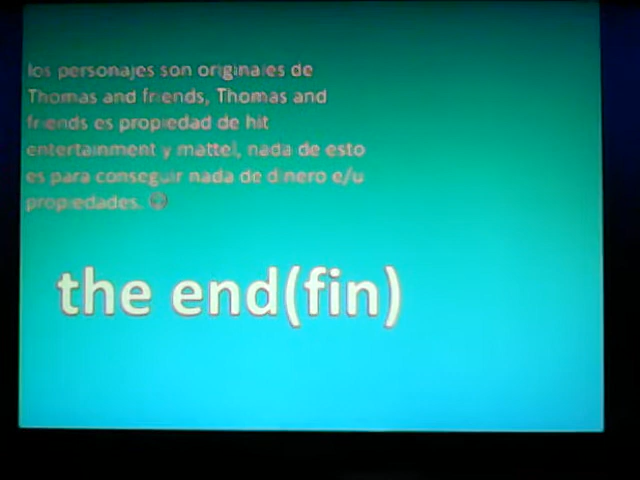 los personajes son originales de
Thomas and friends, Thomas and
friends es propiedad de hit
entertainment y mattel, nada de esto
es para conseguir nada de dinero e/u
propiedades. ☺
the end(fin)